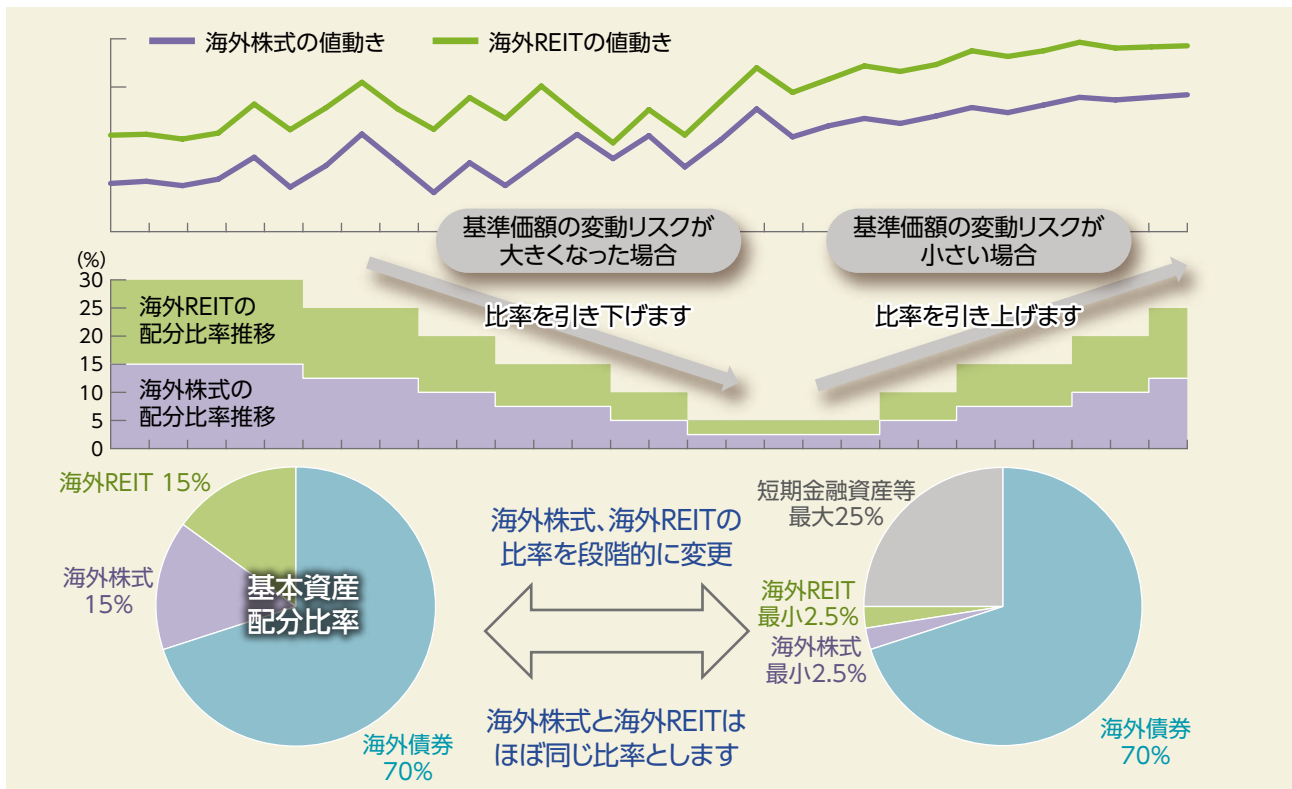 海外株式の値動き
海外REITの値動き
基準価額の変動リスクが
大きくなった場合
基準価額の変動リスクが
小さい場合
(%)
30
25
20
15
10
5
0
海外REITの
配分比率推移
海外株式の
配分比率推移
比率を引き下げます
比率を引き上げます
海外REIT 15%
海外株式
15%
基本資産
配分比率
海外債券
70%
海外株式、海外REITの
比率を段階的に変更
海外株式と海外REITは
ほぼ同じ比率とします
短期金融資産等
最大25%
海外REIT
最小2.5%
海外株式
最小2.5%
海外債券
70%